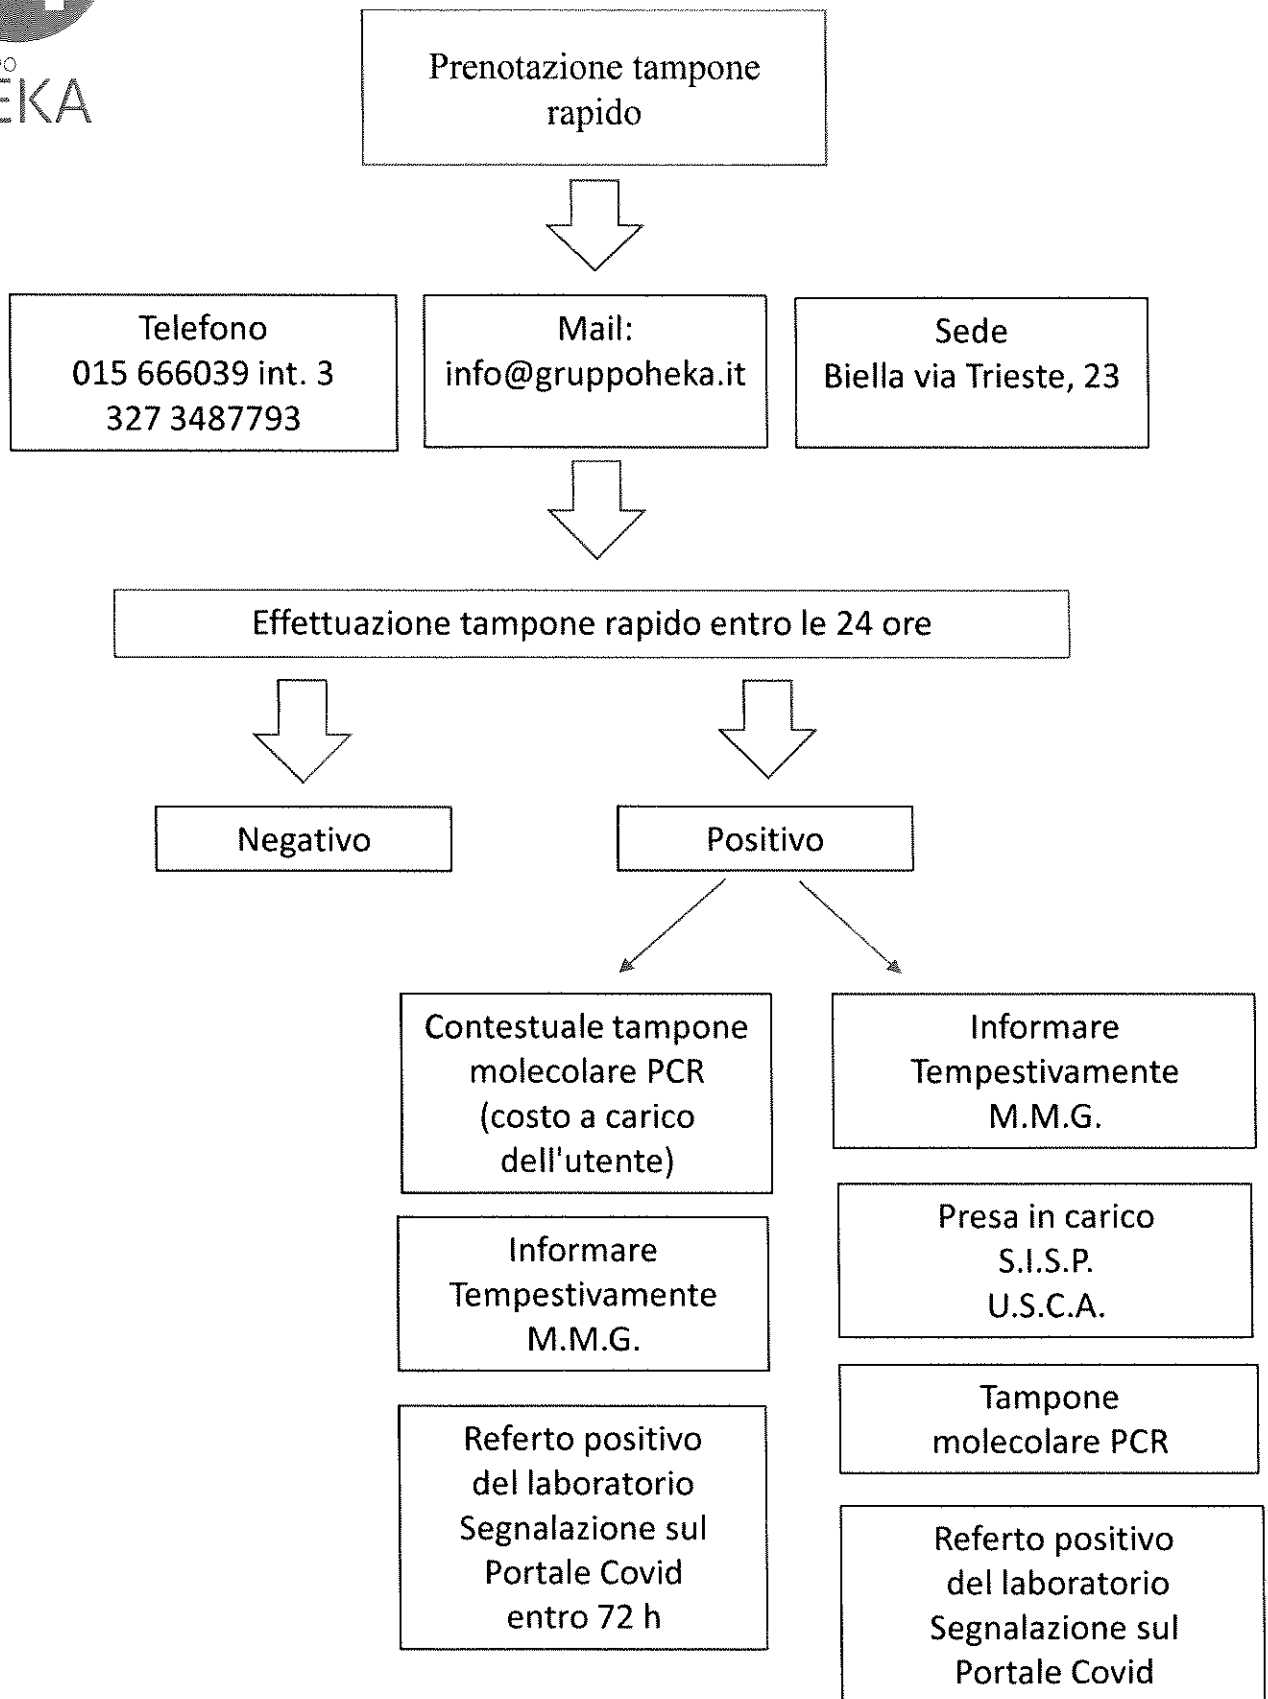 EKA
Prenotazione tampone
rapido
Telefono
015 666039 int. 3
327 3487793
Mail:
info@gruppoheka.it
Sede
Biella via Trieste, 23
Effettuazione tampone rapido entro le 24 ore
Negativo
Positivo
Contestuale tampone
molecolare PCR
(costo a carico
dell'utente)
Informare
Tempestivamente
M.M.G.
Referto positivo
del laboratorio
Segnalazione sul
Portale Covid
entro 72 h
Informare
Tempestivamente
M.M.G.
Presa in carico
S.I.S.P.
U.S.C.A.
Tampone
molecolare PCR
Referto positivo
del laboratorio
Segnalazione sul
Portale Covid